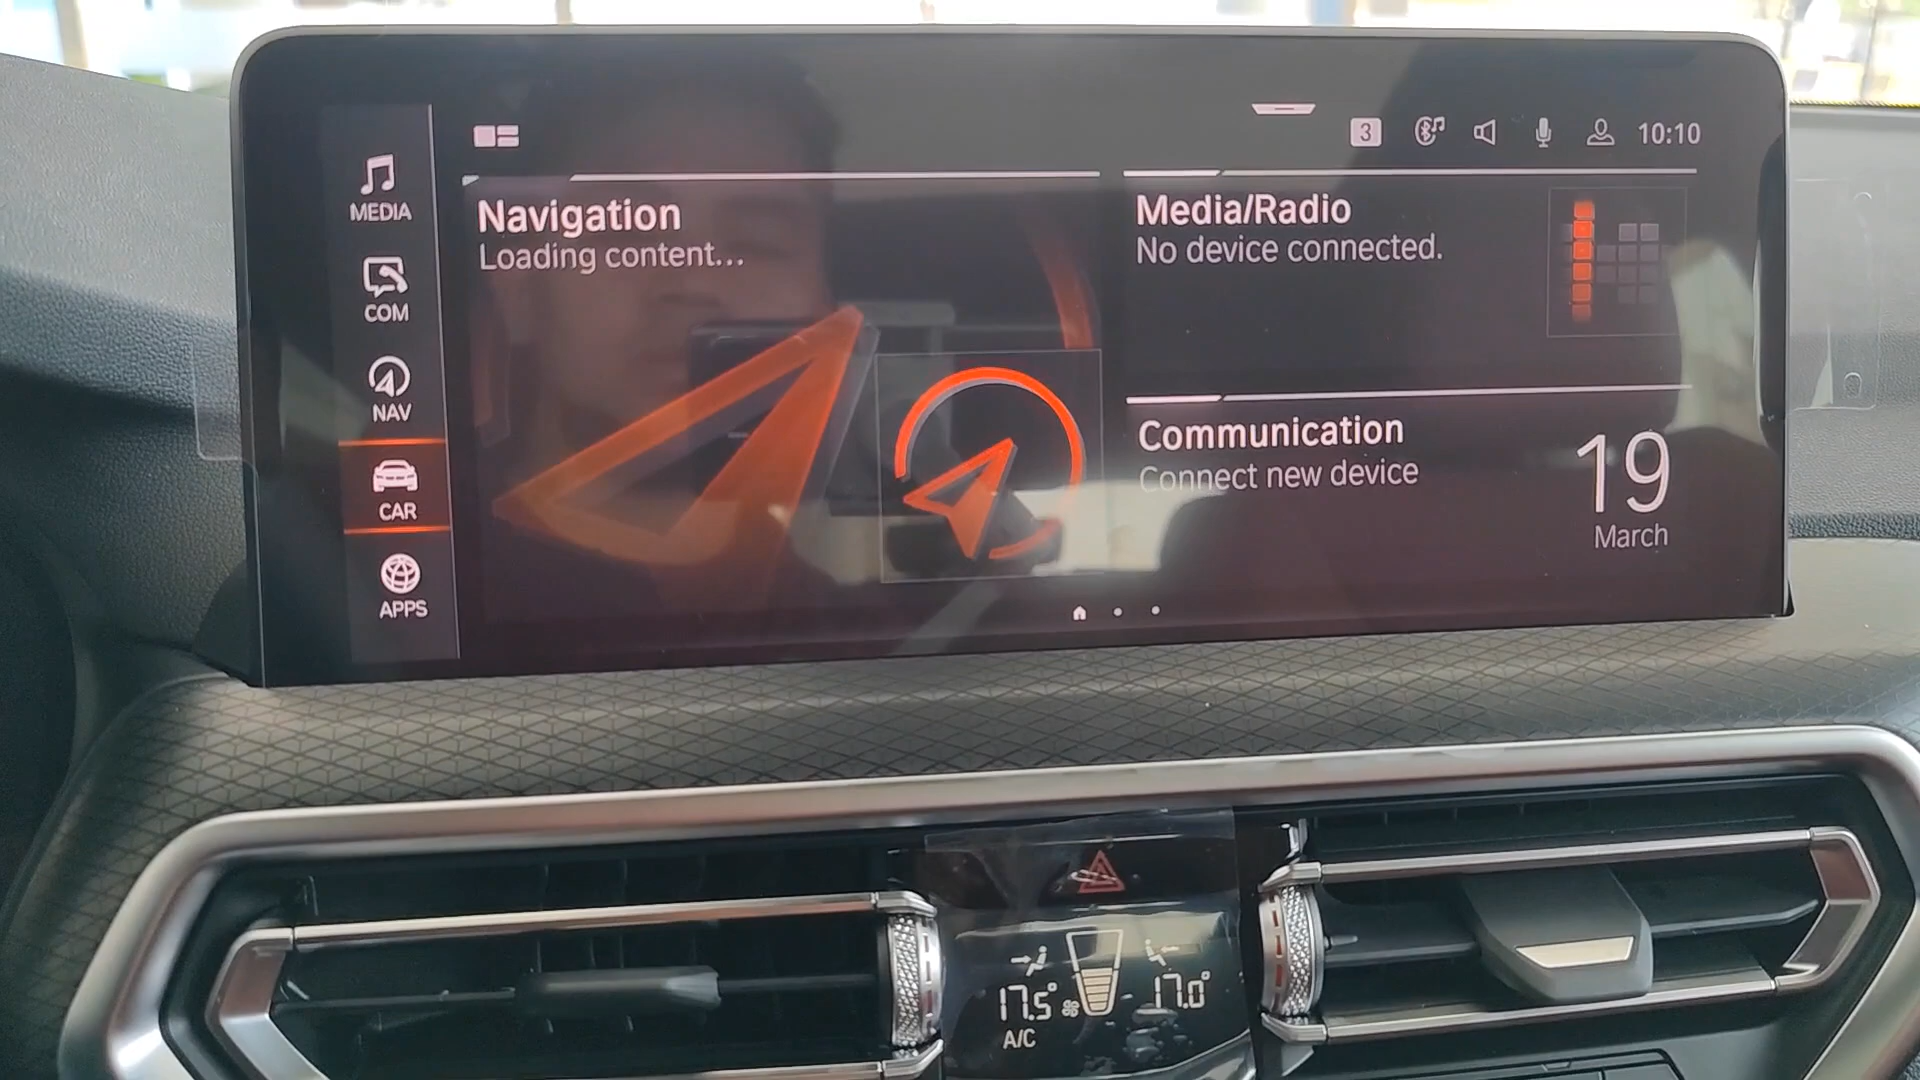 3
10:10
MEDIA
COM
NAV
CAR
APPS
Navigation
Loading content...
Media/Radio
No device connected.
Communication
Connect new device
19
March
17.5°
17.0°
A/C